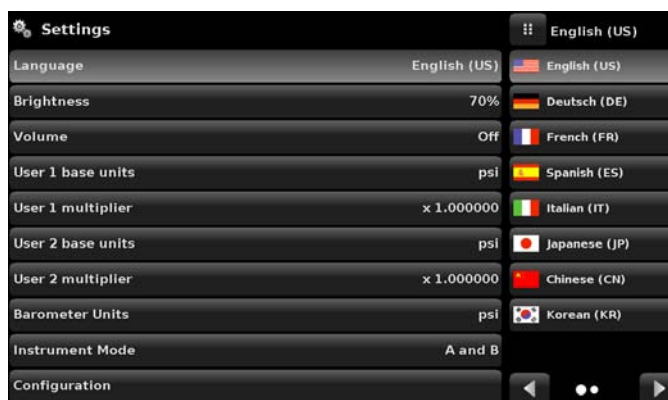 Settings
Language English (US)
Brightness 70%
Volume Off
User 1 base units psi
User 1 multiplier x 1.000000
User 2 base units psi
User 2 multiplier x 1.000000
Barometer Units psi
Instrument Mode A and B
Configuration
English (US)
English (US)
Deutsch (DE)
French (FR)
Spanish (ES)
Italian (IT)
Japanese (JP)
Chinese (CN)
Korean (KR)